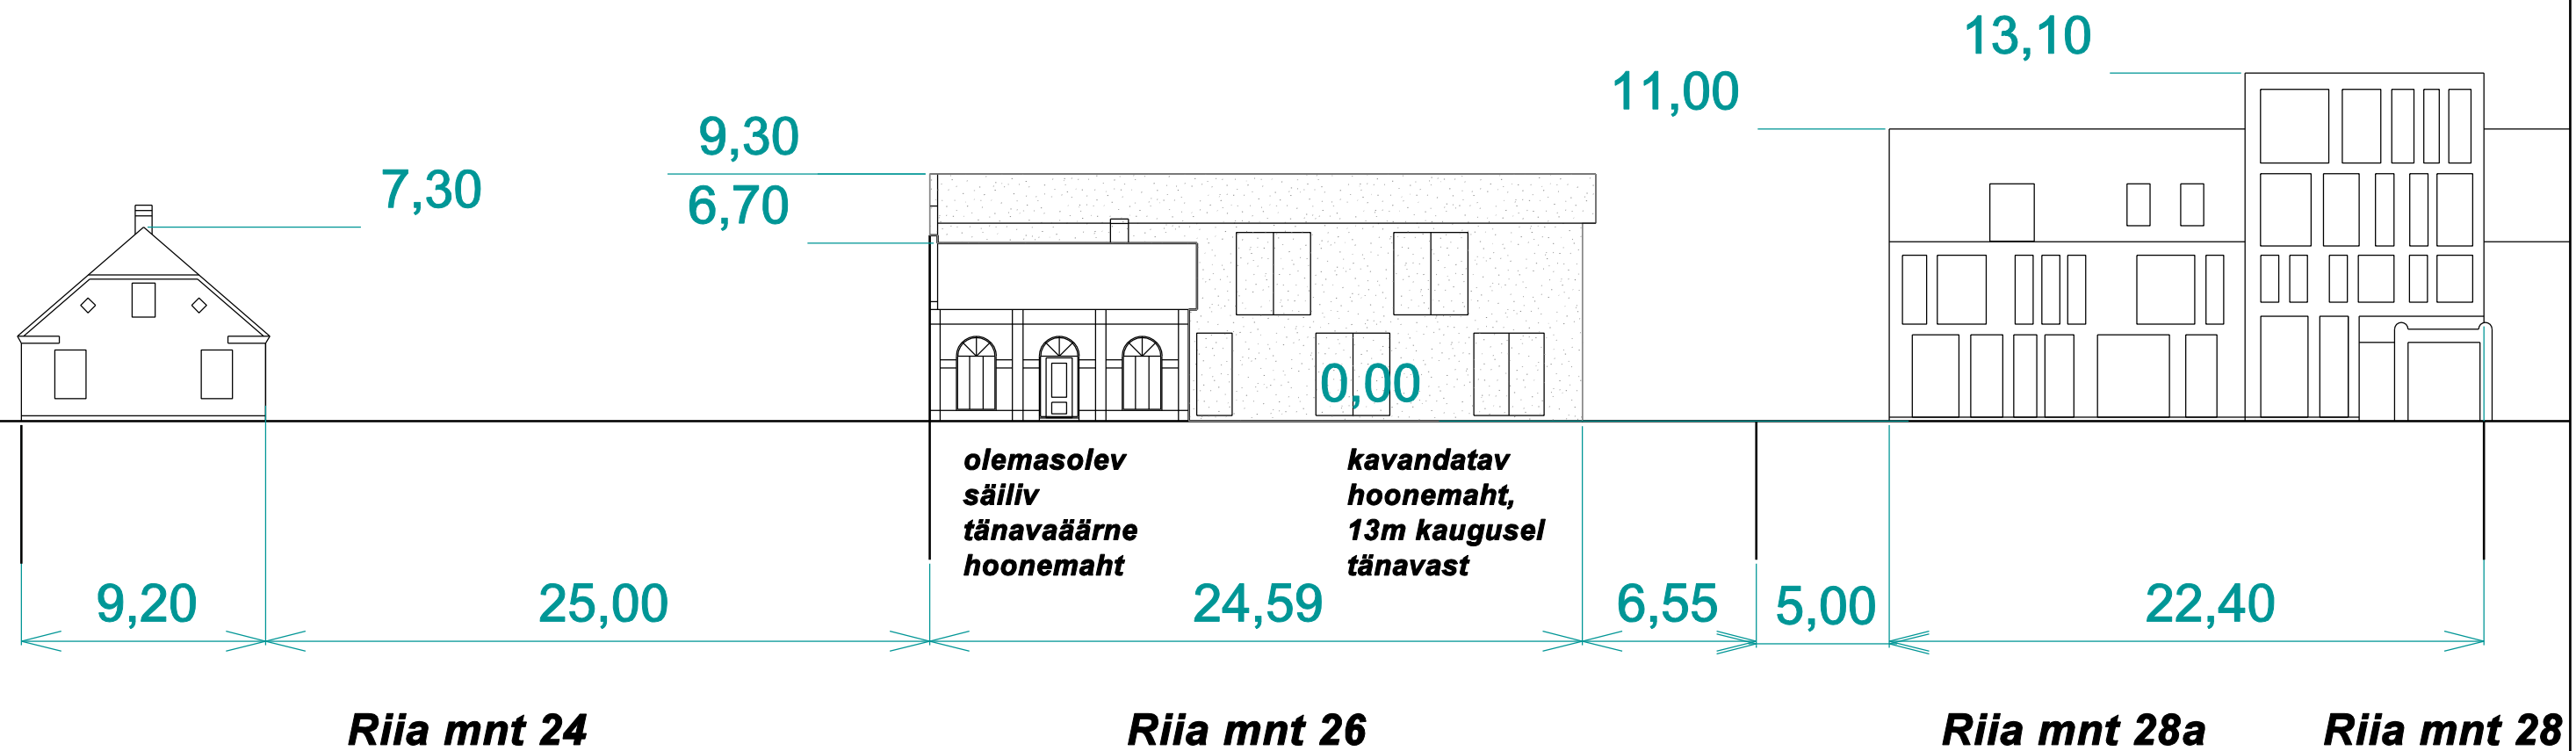 13,10
11,00
9,30
7,30
6,70
0,00
olemasolev
säiliv
tänavaäärne
hoonemaht
kavandatav
hoonemaht,
13m kaugusel
tänavast
9,20
25,00
24,59
6,55
5,00
22,40
Riia mnt 24
Riia mnt 26
Riia mnt 28a
Riia mnt 28